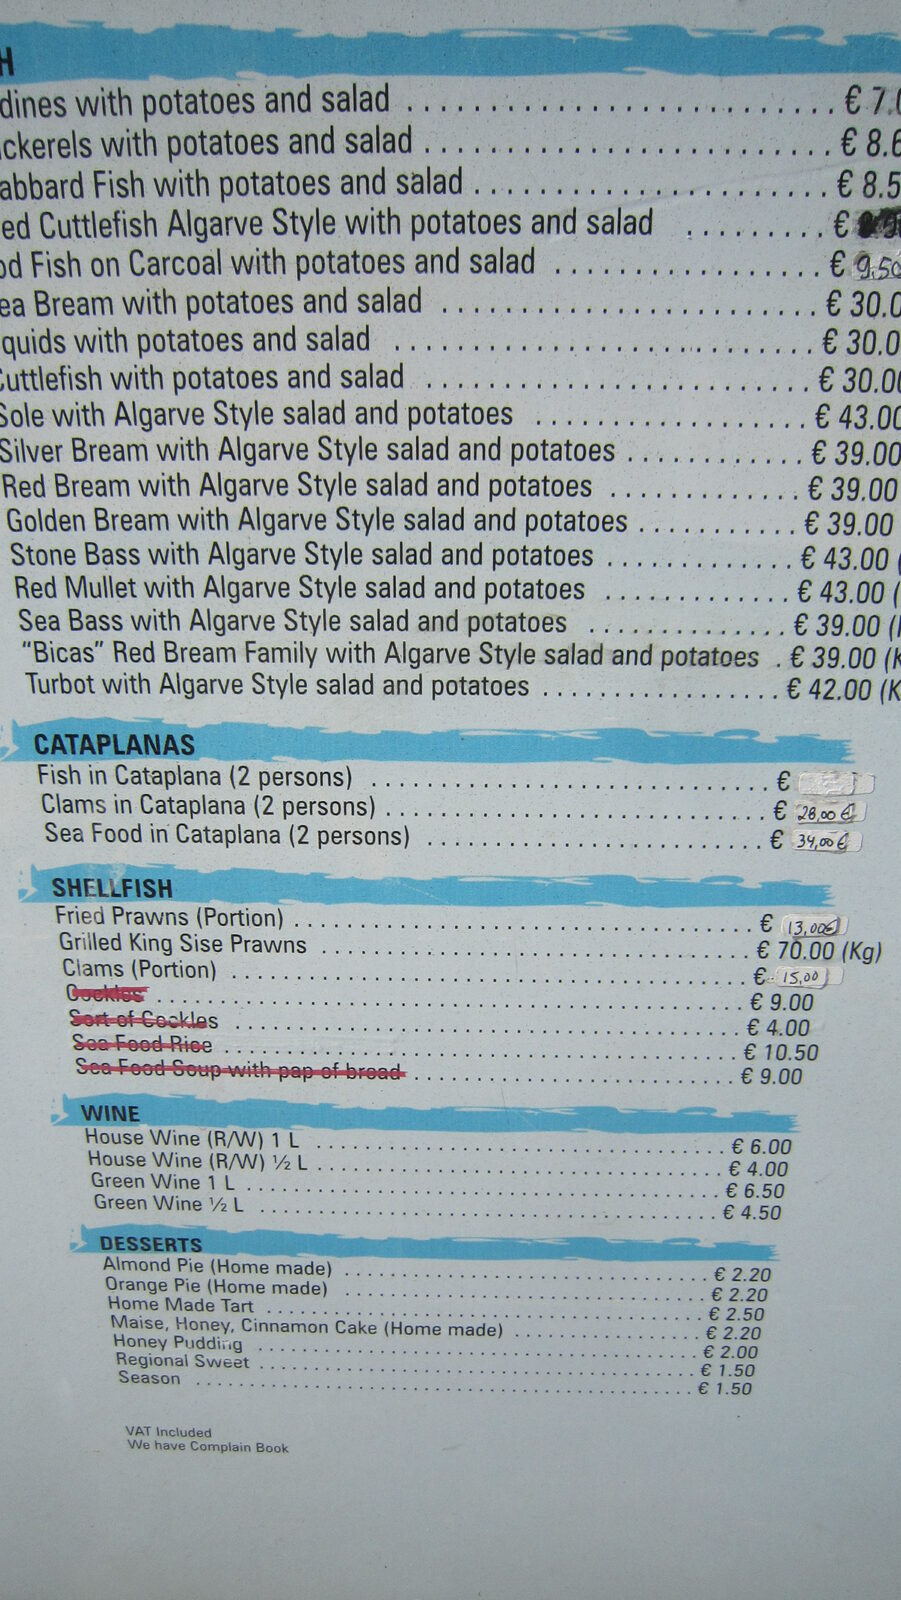 H
dines with potatoes and salad . . . . . . . . . . . . . . . . . . . . . . . . . . € 7.
ckerels with potatoes and salad . . . . . . . . . . . . . . . . . . . . . . . . . € 8.6
abbard Fish with potatoes and salad . . . . . . . . . . . . . . . . . . . . . . € 8.5
ed Cuttlefish Algarve Style with potatoes and salad . . . . . . . . . €
od Fish on Carcoal with potatoes and salad . . . . . . . . . . . . . . . . . € 9.50
ea Bream with potatoes and salad . . . . . . . . . . . . . . . . . . . . . . . . € 30.0
quids with potatoes and salad . . . . . . . . . . . . . . . . . . . . . . . . . . € 30.0
Cuttlefish with potatoes and salad . . . . . . . . . . . . . . . . . . . . . . . . € 30.00
Sole with Algarve Style salad and potatoes . . . . . . . . . . . . . . . . . € 43.00
Silver Bream with Algarve Style salad and potatoes . . . . . . . . . . . . € 39.00
Red Bream with Algarve Style salad and potatoes . . . . . . . . . . . . . € 39.00
Golden Bream with Algarve Style salad and potatoes . . . . . . . . . . . € 39.00
Stone Bass with Algarve Style salad and potatoes . . . . . . . . . . . . . € 43.00 (
Red Mullet with Algarve Style salad and potatoes . . . . . . . . . . . . . € 43.00 (
Sea Bass with Algarve Style salad and potatoes . . . . . . . . . . . . . . € 39.00 (
"Bicas" Red Bream Family with Algarve Style salad and potatoes . € 39.00 (K
Turbot with Algarve Style salad and potatoes . . . . . . . . . . . . . . . . . € 42.00 (K
CATAPLANAS
Fish in Cataplana (2 persons) . . . . . . . . . . . . . . . . . . . . . . . . . . . . . €
Clams in Cataplana (2 persons) . . . . . . . . . . . . . . . . . . . . . . . . . . . . € 28,00 €
Sea Food in Cataplana (2 persons) . . . . . . . . . . . . . . . . . . . . . . . . . € 34,00 €
SHELLFISH
Fried Prawns (Portion) . . . . . . . . . . . . . . . . . . . . . . . . . . . . . . . . . . € 13,00€
Grilled King Sise Prawns . . . . . . . . . . . . . . . . . . . . . . . . . . . . . . . . . € 70.00 (Kg)
Clams (Portion) . . . . . . . . . . . . . . . . . . . . . . . . . . . . . . . . . . . . . . . € 15,00
Cockles . . . . . . . . . . . . . . . . . . . . . . . . . . . . . . . . . . . . . . . . . . . . . € 9.00
Sort of Cockles . . . . . . . . . . . . . . . . . . . . . . . . . . . . . . . . . . . . . . € 4.00
Sea Food Rice . . . . . . . . . . . . . . . . . . . . . . . . . . . . . . . . . . . . . . . € 10.50
Sea Food Soup with pap of bread . . . . . . . . . . . . . . . . . . . . . . . . . € 9.00
WINE
House Wine (R/W) 1 L . . . . . . . . . . . . . . . . . . . . . . . . . . . . . . . . . € 6.00
House Wine (R/W) ½ L . . . . . . . . . . . . . . . . . . . . . . . . . . . . . . . . . € 4.00
Green Wine 1 L . . . . . . . . . . . . . . . . . . . . . . . . . . . . . . . . . . . . . . € 6.50
Green Wine ½ L . . . . . . . . . . . . . . . . . . . . . . . . . . . . . . . . . . . . . . € 4.50
DESSERTS
Almond Pie (Home made) . . . . . . . . . . . . . . . . . . . . . . . . . . . . . . . € 2.20
Orange Pie (Home made) . . . . . . . . . . . . . . . . . . . . . . . . . . . . . . . € 2.20
Home Made Tart . . . . . . . . . . . . . . . . . . . . . . . . . . . . . . . . . . . . . . € 2.50
Maise, Honey, Cinnamon Cake (Home made) . . . . . . . . . . . . . . . . € 2.20
Honey Pudding . . . . . . . . . . . . . . . . . . . . . . . . . . . . . . . . . . . . . . . € 2.00
Regional Sweet . . . . . . . . . . . . . . . . . . . . . . . . . . . . . . . . . . . . . . € 1.50
Season . . . . . . . . . . . . . . . . . . . . . . . . . . . . . . . . . . . . . . . . . . . . € 1.50
VAT Included
We have Complain Book